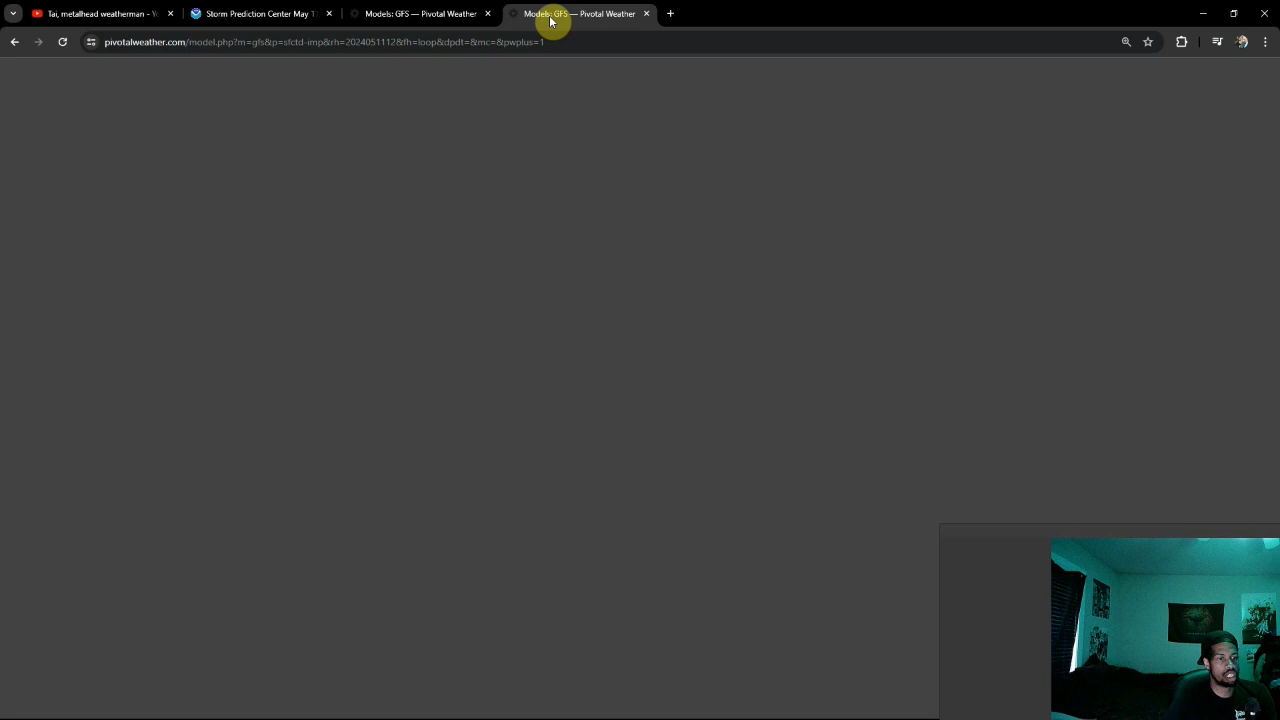 Tai, metalhead weatherman - Y
Storm Prediction Center May 1
Models: GFS — Pivotal Weather
Models: GFS — Pivotal Weather
pivotalweather.com/model.php?m=gfs&p=sfctd-imp&rh=2024051112&fh=loop&dpdt=&mc=&pwplus=1